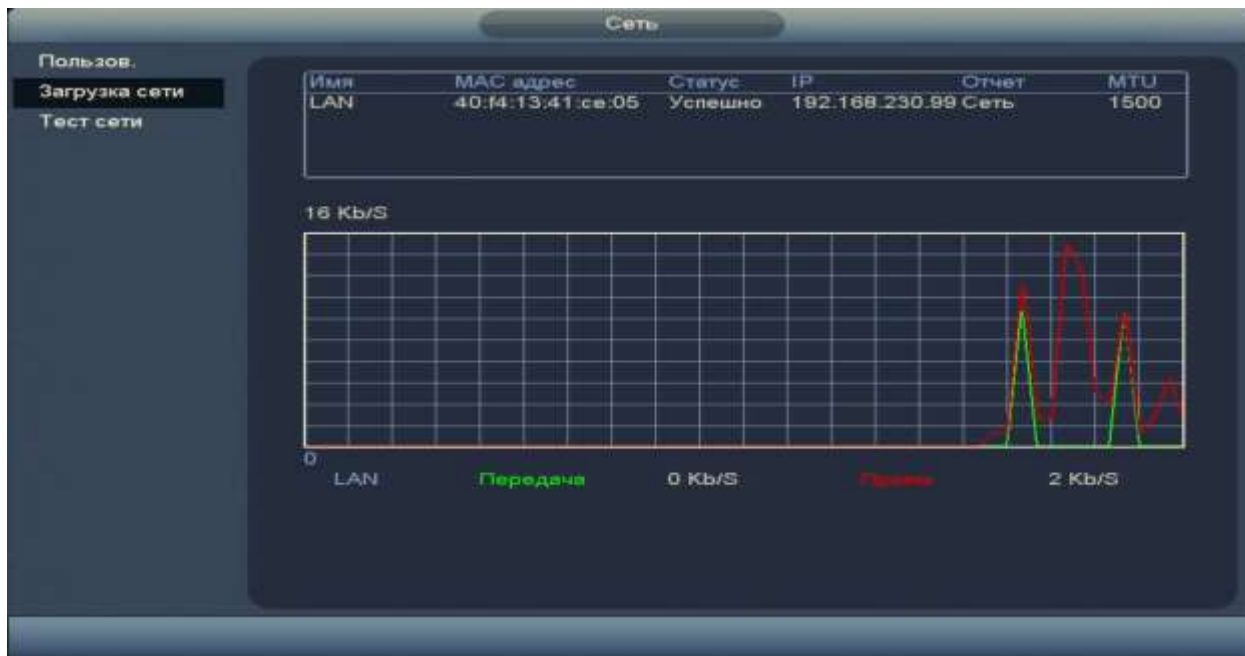 Сеть
Пользов.
Загрузка сети
Тест сети
Имя MAC адрес Статус IP Отчет MTU
LAN 40:f4:13:41:ce:05 Успешно 192.168.230.99 Сеть 1500
16 Kb/S
0
LAN Передача 0 Kb/S Прием 2 Kb/S